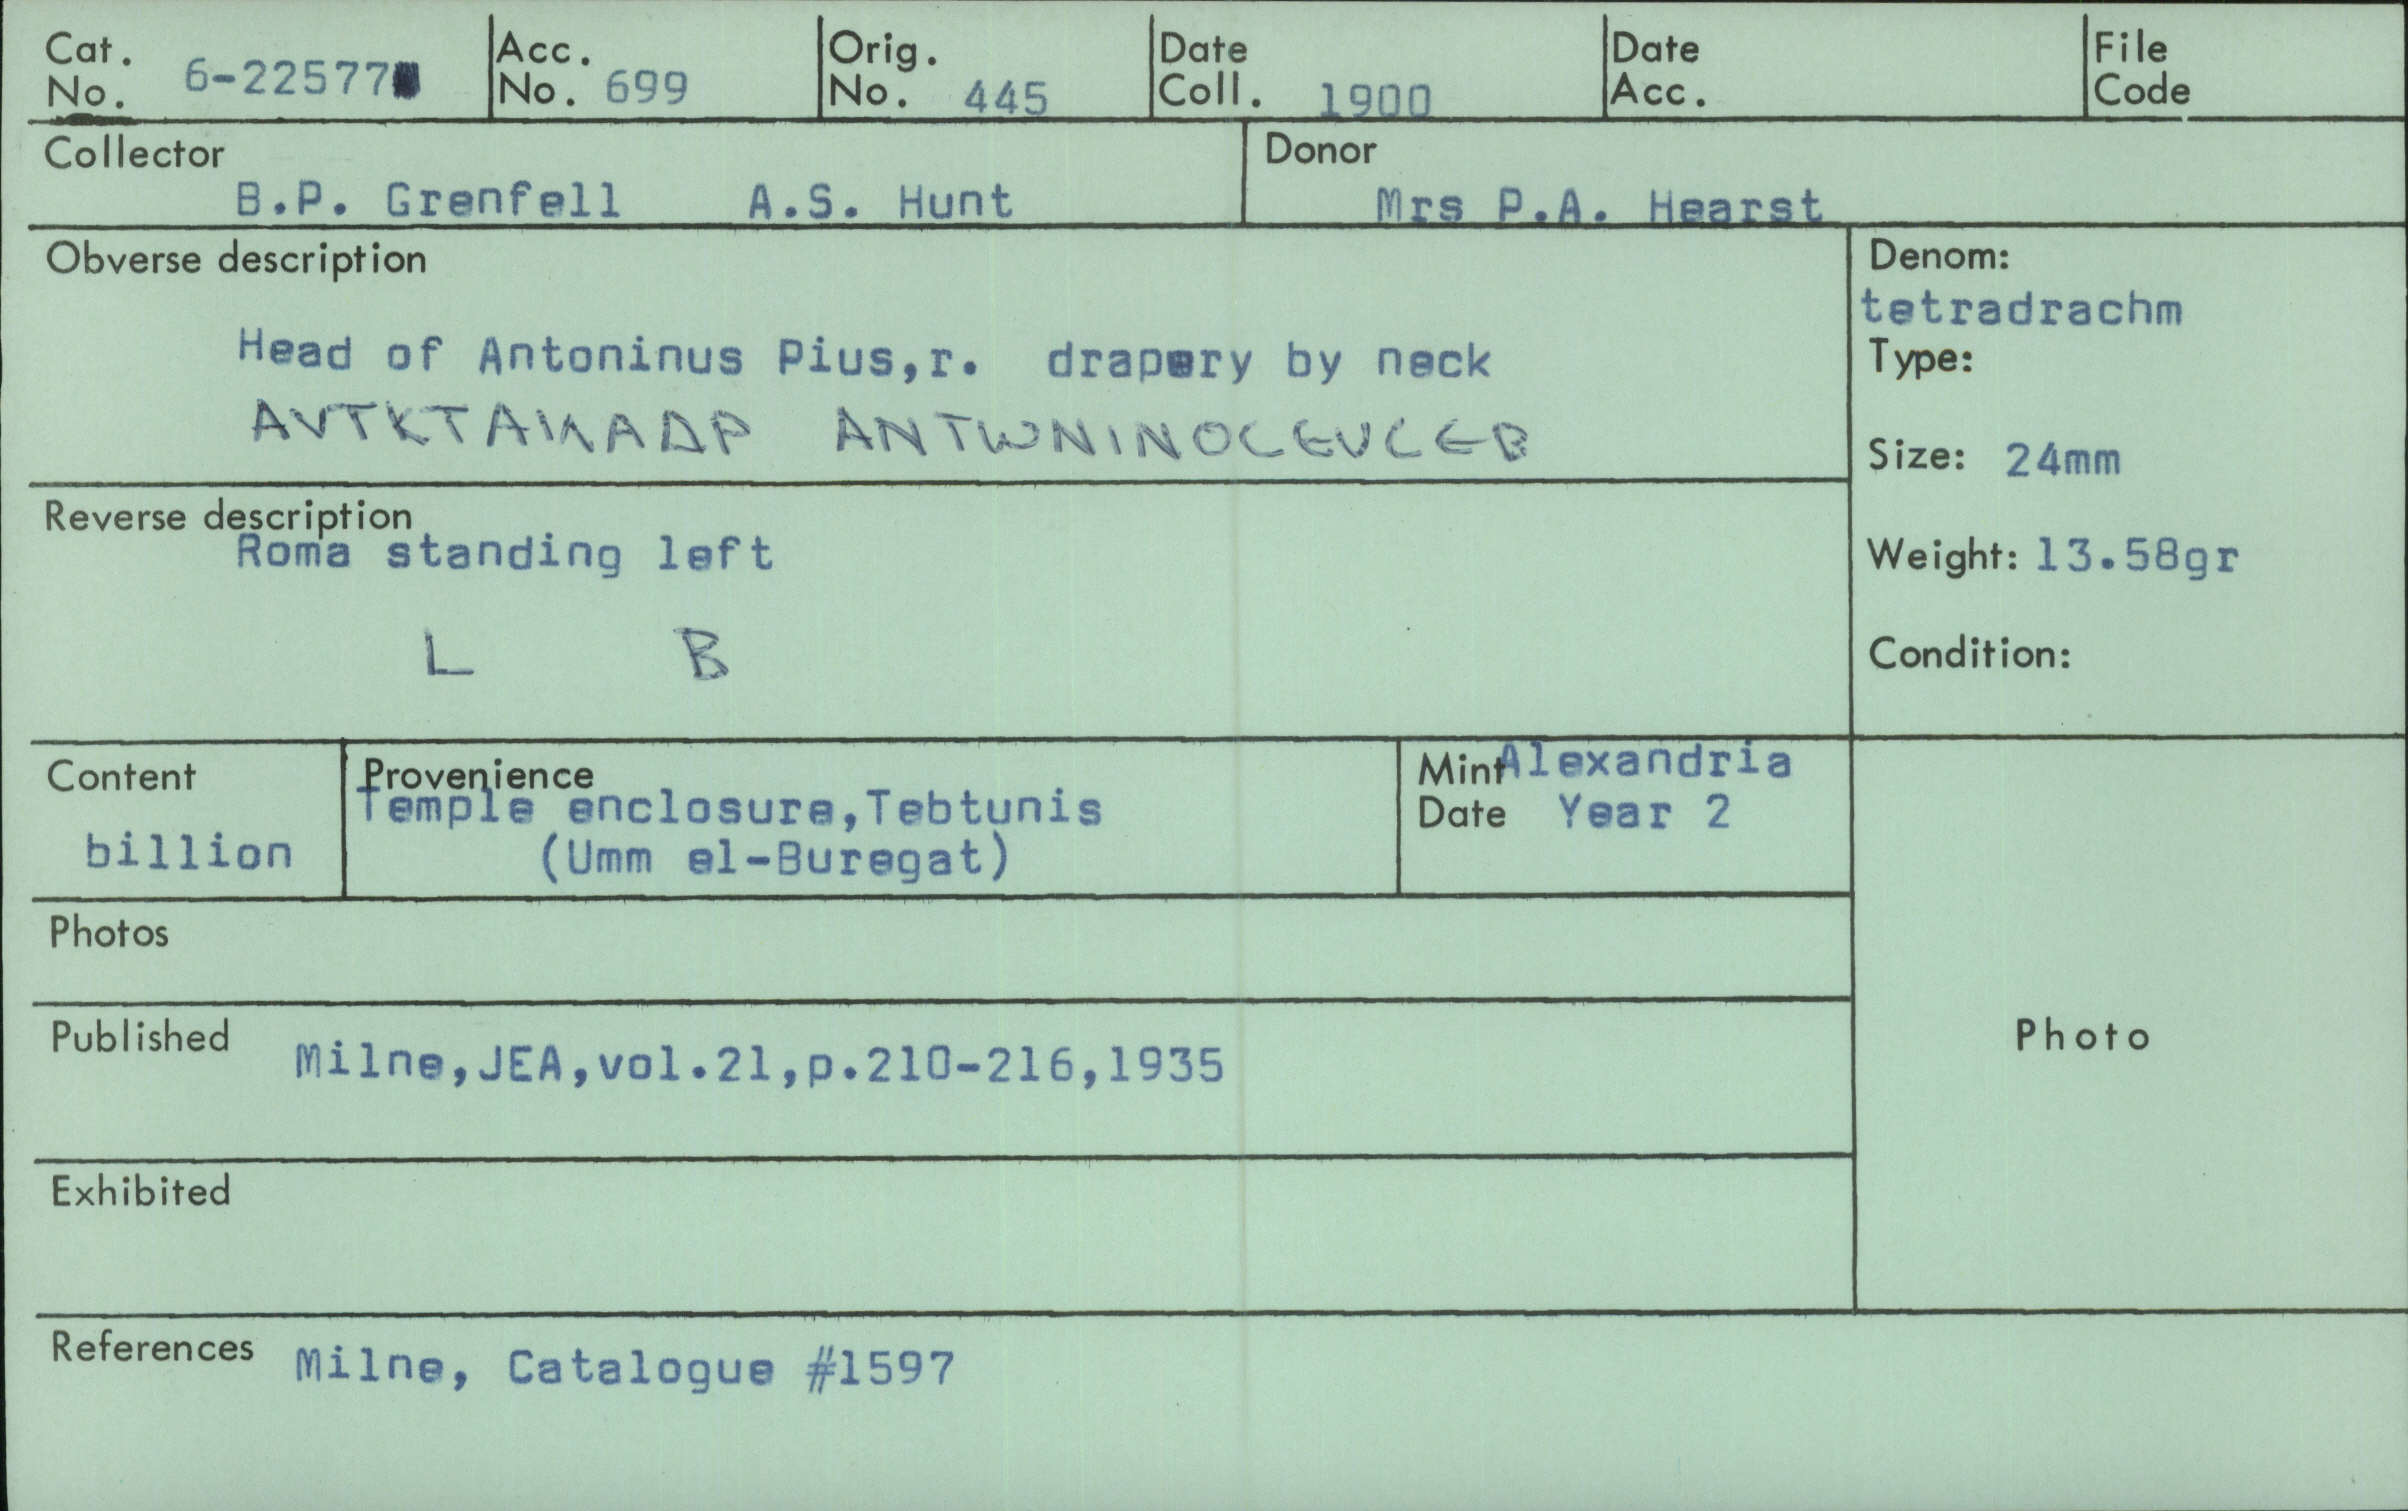 Cat. No. 6-22577
Acc. No. 699
Orig. No. 445
Date Coll. 1900
Date Acc.
File Code
Collector
B.P. Grenfell A.S. Hunt
Donor
Mrs P.A. Hearst
Obverse description
Head of Antoninus Pius,r. drapery by neck
AVTKTAIΛAΔP ANTWNINOCEVCEB
Denom:
tetradrachm
Type:
Size: 24mm
Weight: 13.58gr
Condition:
Reverse description
Roma standing left
L B
Content
billion
Provenience
Temple enclosure,Tebtunis
(Umm el-Buregat)
Mint Alexandria
Date Year 2
Photos
Published Milne,JEA,vol.21,p.210-216,1935
Photo
Exhibited
References Milne, Catalogue #1597